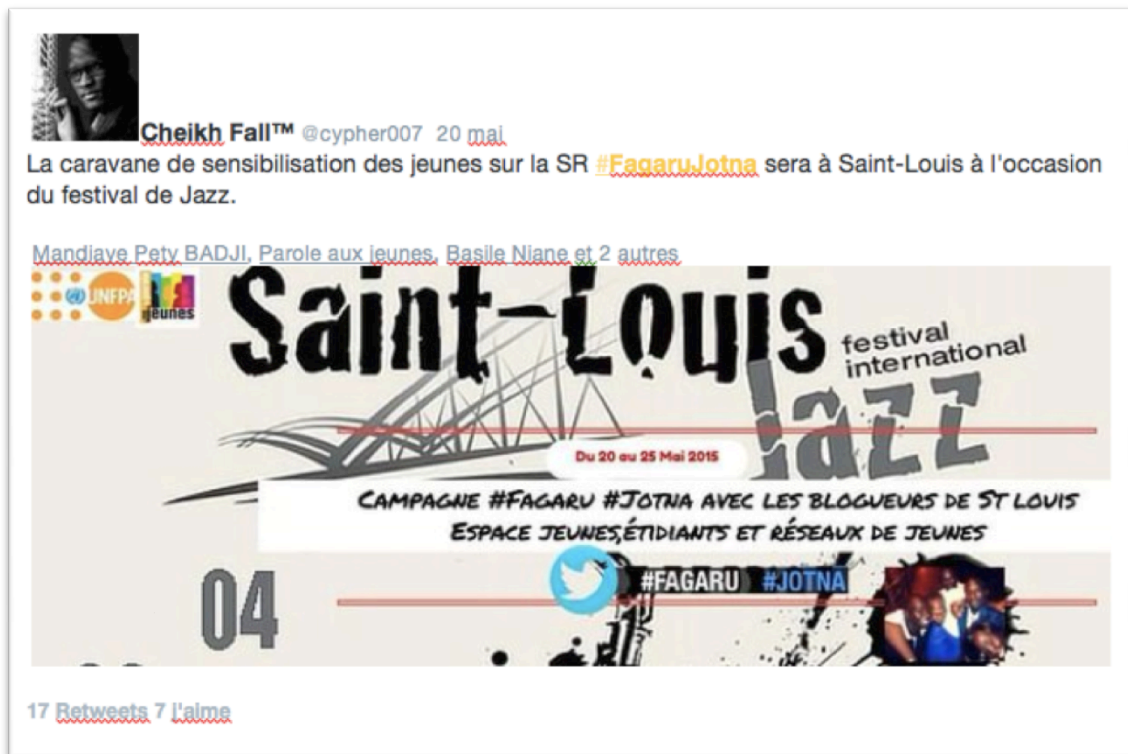 Cheikh Fall™ @cypher007 20 mai
La caravane de sensibilisation des jeunes sur la SR #FagaruJotna sera à Saint-Louis à l'occasion
du festival de Jazz.
Mandiaye Pety BADJI, Parole aux jeunes, Basile Niane et 2 autres
UNFPA
jeunes
Saint-Louis
festival
international
Jazz
Du 20 au 25 Mai 2015
CAMPAGNE #FAGARU #JOTNA AVEC LES BLOGUEURS DE ST LOUIS
ESPACE JEUNES,ÉTIDIANTS ET RÉSEAUX DE JEUNES
#FAGARU #JOTNA
04
17 Retweets 7 j'aime